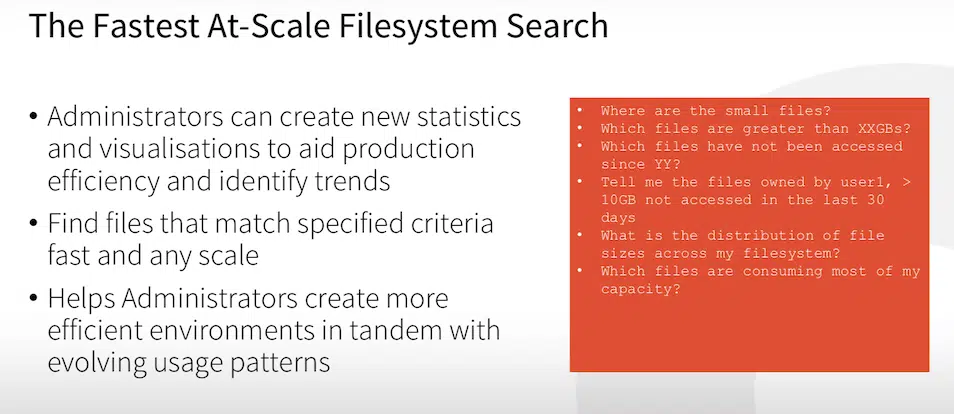 The Fastest At-Scale Filesystem Search
• Administrators can create new statistics
and visualisations to aid production
efficiency and identify trends
• Find files that match specified criteria
fast and any scale
• Helps Administrators create more
efficient environments in tandem with
evolving usage patterns
• Where are the small files?
• Which files are greater than XXGBs?
• Which files have not been accessed
since YY?
• Tell me the files owned by user1, >
10GB not accessed in the last 30
days
• What is the distribution of file
sizes across my filesystem?
• Which files are consuming most of my
capacity?